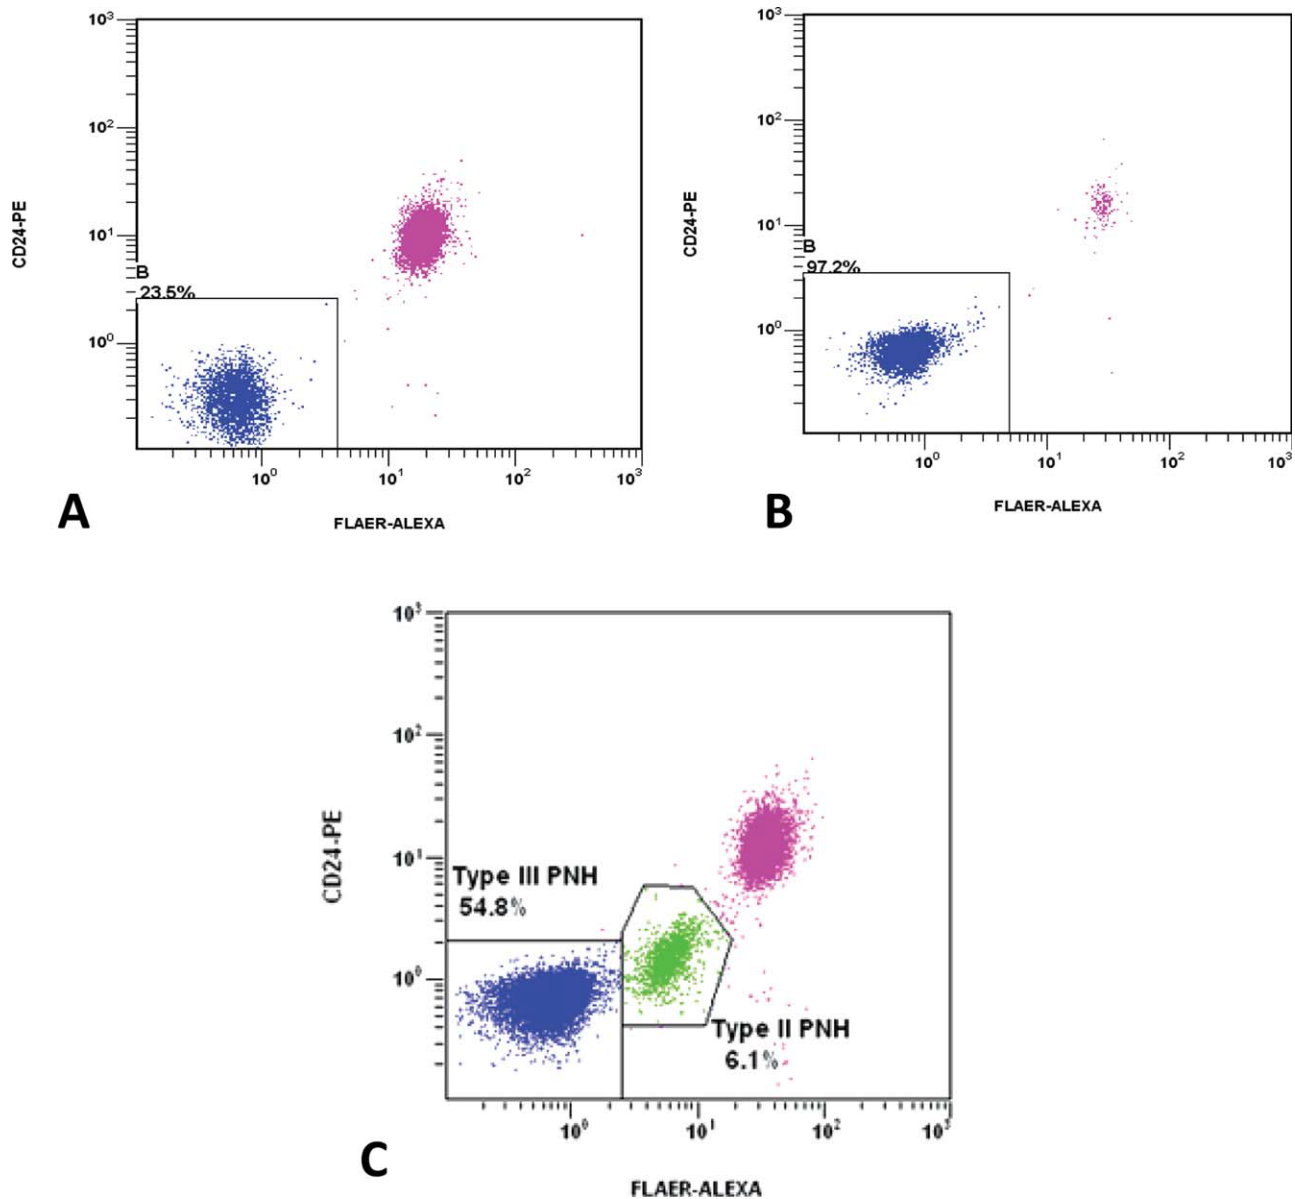 10³
10²
10¹
10⁰
CD24-PE
B
23.5%
10⁰ 10¹ 10² 10³
FLAER-ALEXA
A
10³
10²
10¹
10⁰
CD24-PE
B
97.2%
10⁰ 10¹ 10² 10³
FLAER-ALEXA
B
10³
10²
10¹
10⁰
CD24-PE
Type III PNH
54.8%
Type II PNH
6.1%
10⁰ 10¹ 10² 10³
FLAER-ALEXA
C